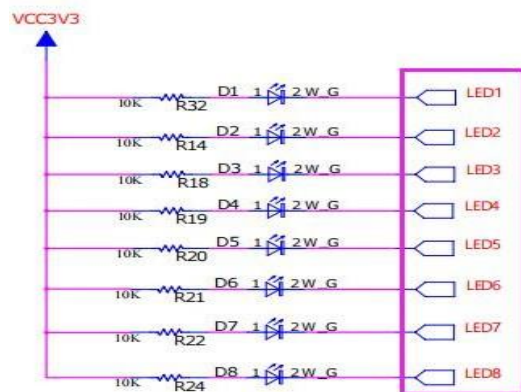 VCC3V3
10K R32 D1 1 2 W_G LED1
10K R14 D2 1 2 W_G LED2
10K R18 D3 1 2 W_G LED3
10K R19 D4 1 2 W_G LED4
10K R20 D5 1 2 W_G LED5
10K R21 D6 1 2 W_G LED6
10K R22 D7 1 2 W_G LED7
10K R24 D8 1 2 W_G LED8